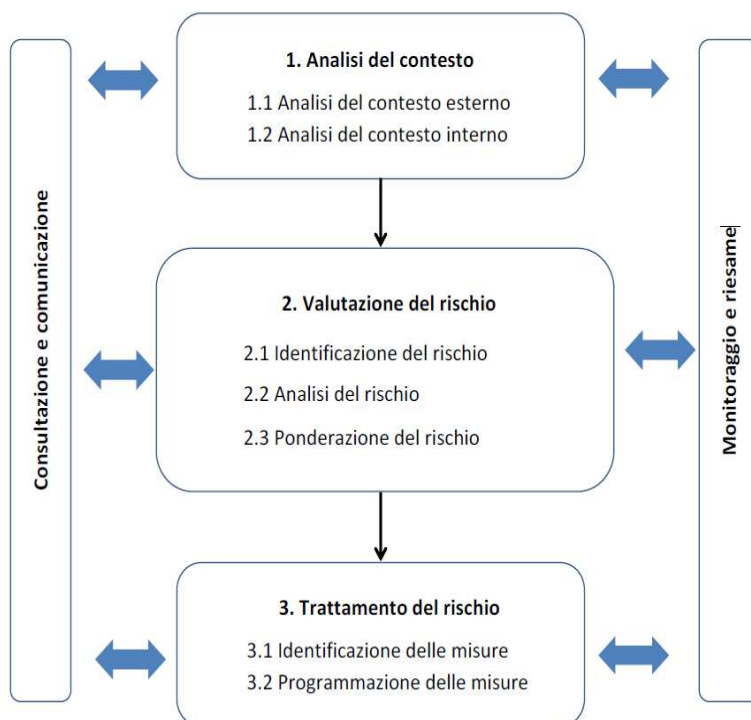 Consultazione e comunicazione
1. Analisi del contesto
1.1 Analisi del contesto esterno
1.2 Analisi del contesto interno
2. Valutazione del rischio
2.1 Identificazione del rischio
2.2 Analisi del rischio
2.3 Ponderazione del rischio
3. Trattamento del rischio
3.1 Identificazione delle misure
3.2 Programmazione delle misure
Monitoraggio e riesame